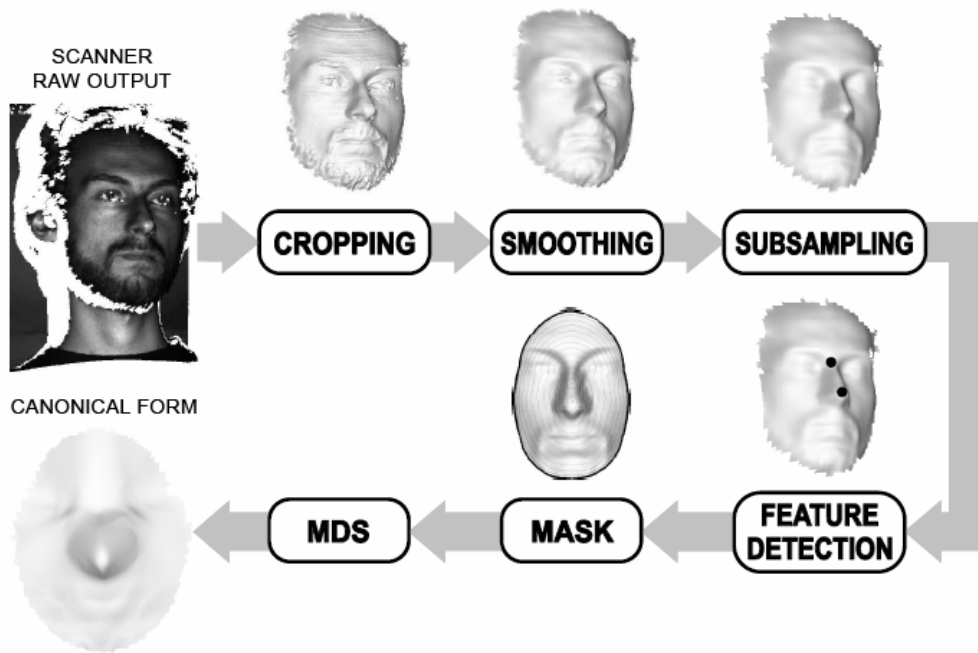 SCANNER
RAW OUTPUT
CROPPING
SMOOTHING
SUBSAMPLING
CANONICAL FORM
MDS
MASK
FEATURE
DETECTION